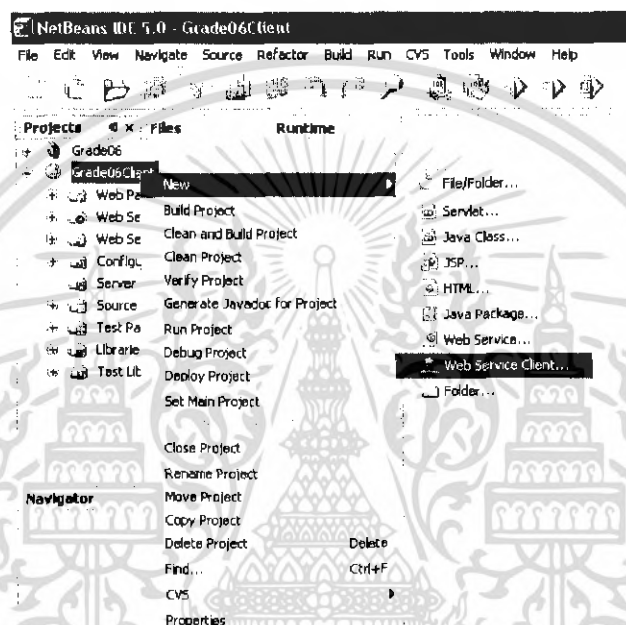 NetBeans IDE 5.0 - Grade06Client
File Edit View Navigate Source Refactor Build Run CVS Tools Window Help
Projects Files Runtime
Grade06
Grade06Client
Web Pa
Web Se
Web Se
Configu
Server
Source
Test Pa
Librarie
Test Lib
New
Build Project
Clean and Build Project
Clean Project
Verify Project
Generate Javadoc for Project
Run Project
Debug Project
Deploy Project
Set Main Project
Close Project
Rename Project
Move Project
Copy Project
Delete Project Delete
Find... Ctrl+F
CVS
Properties
File/Folder...
Servlet...
Java Class...
JSP...
HTML...
Java Package...
Web Service...
Web Service Client...
Folder...
Navigator